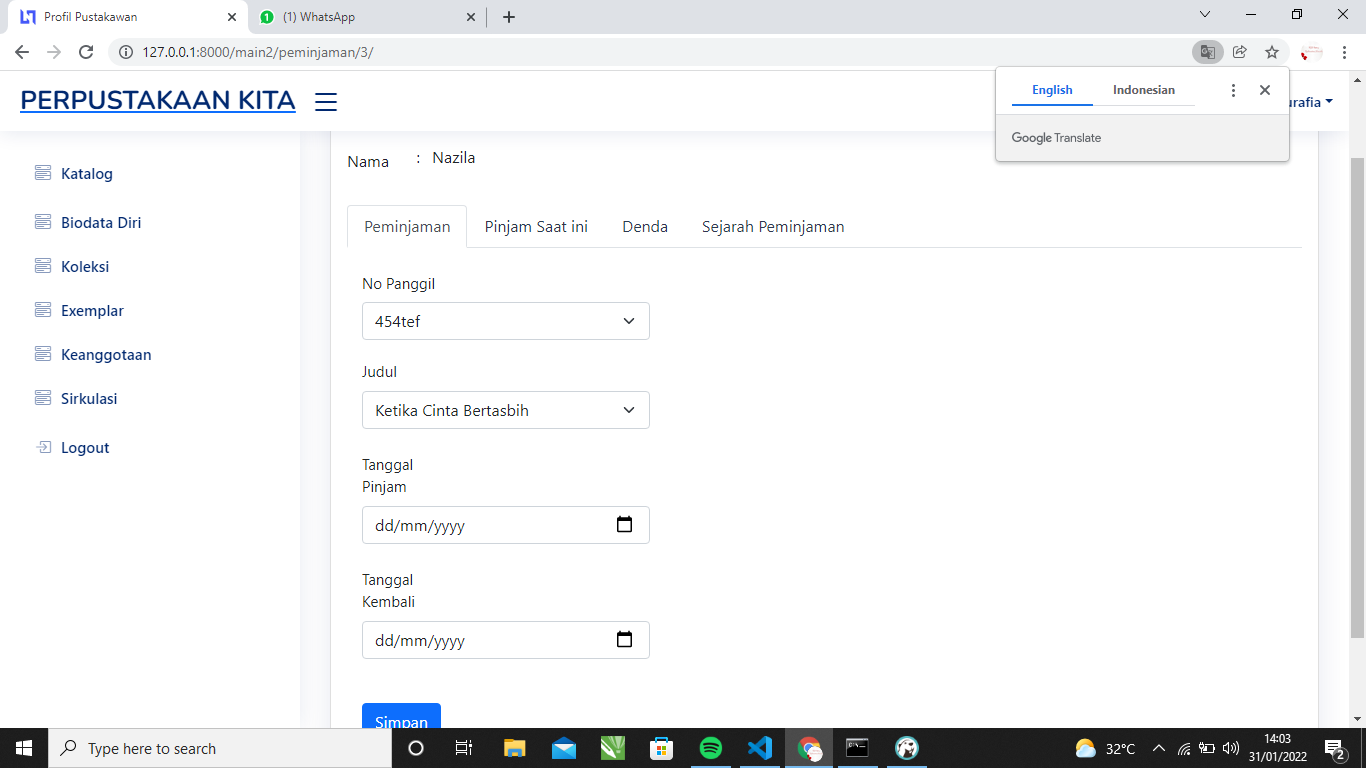 Profil Pustakawan
(1) WhatsApp
127.0.0.1:8000/main2/peminjaman/3/
PERPUSTAKAAN KITA
English Indonesian
Google Translate
urafia
Katalog
Biodata Diri
Koleksi
Exemplar
Keanggotaan
Sirkulasi
Logout
Nama : Nazila
Peminjaman Pinjam Saat ini Denda Sejarah Peminjaman
No Panggil
454tef
Judul
Ketika Cinta Bertasbih
Tanggal
Pinjam
dd/mm/yyyy
Tanggal
Kembali
dd/mm/yyyy
Simpan
Type here to search
32°C
14:03
31/01/2022
2